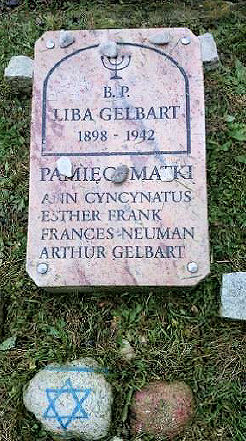 B. P.
LIBA GELBART
1898 - 1942
PAMIĘCI MATKI
ANN CYNCYNATUS
ESTHER FRANK
FRANCES NEUMAN
ARTHUR GELBART